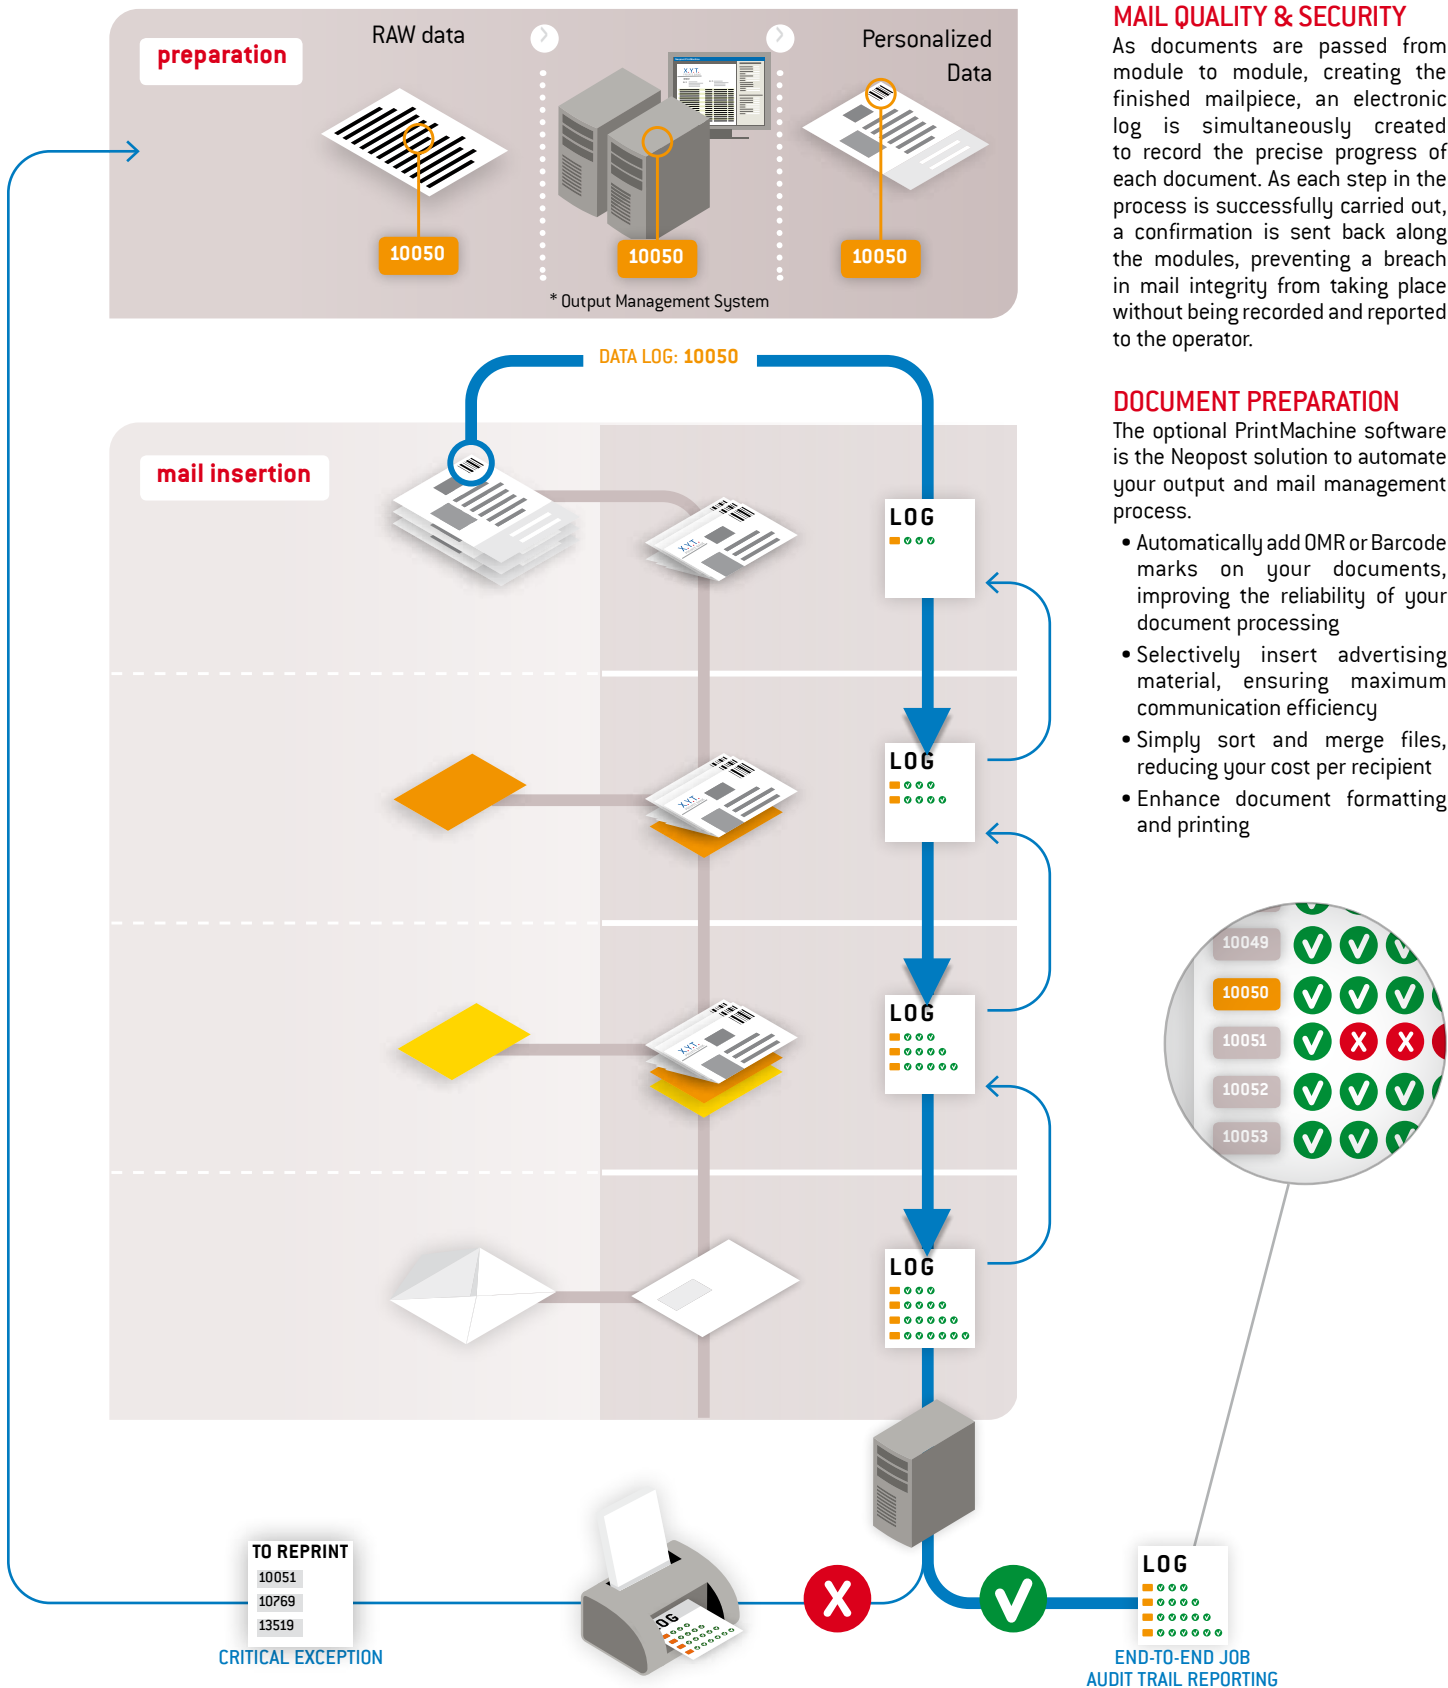 preparation
RAW data
Personalized
Data
X.Y.T.
10050
10050
10050
* Output Management System
DATA LOG: 10050
mail insertion
X.Y.T.
LOG
X.Y.T.
LOG
X.Y.T.
LOG
LOG
TO REPRINT
10051
10769
13519
CRITICAL EXCEPTION
LOG
X
V
LOG
END-TO-END JOB
AUDIT TRAIL REPORTING
MAIL QUALITY & SECURITY
As documents are passed from
module to module, creating the
finished mailpiece, an electronic
log is simultaneously created
to record the precise progress of
each document. As each step in the
process is successfully carried out,
a confirmation is sent back along
the modules, preventing a breach
in mail integrity from taking place
without being recorded and reported
to the operator.
DOCUMENT PREPARATION
The optional PrintMachine software
is the Neopost solution to automate
your output and mail management
process.
• Automatically add OMR or Barcode
marks on your documents,
improving the reliability of your
document processing
• Selectively insert advertising
material, ensuring maximum
communication efficiency
• Simply sort and merge files,
reducing your cost per recipient
• Enhance document formatting
and printing
10049
10050
10051
10052
10053